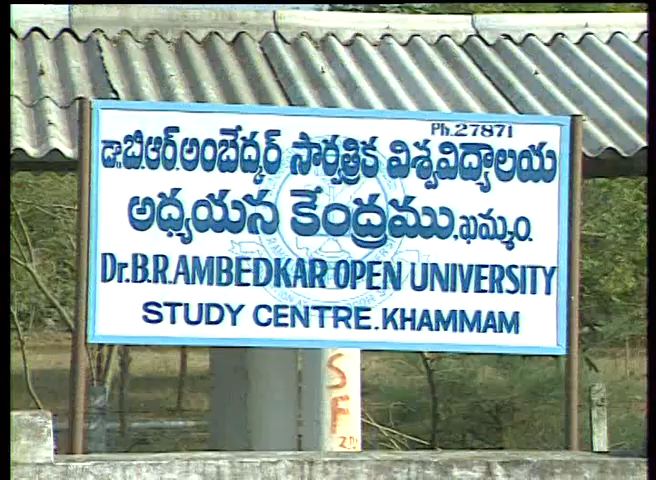 Ph.27871
డా.బి.ఆర్.అంబేద్కర్ సార్వత్రిక విశ్వవిద్యాలయ
అధ్యయన కేంద్రము,ఖమ్మం.
Dr.B.R.AMBEDKAR OPEN UNIVERSITY
STUDY CENTRE.KHAMMAM
SF